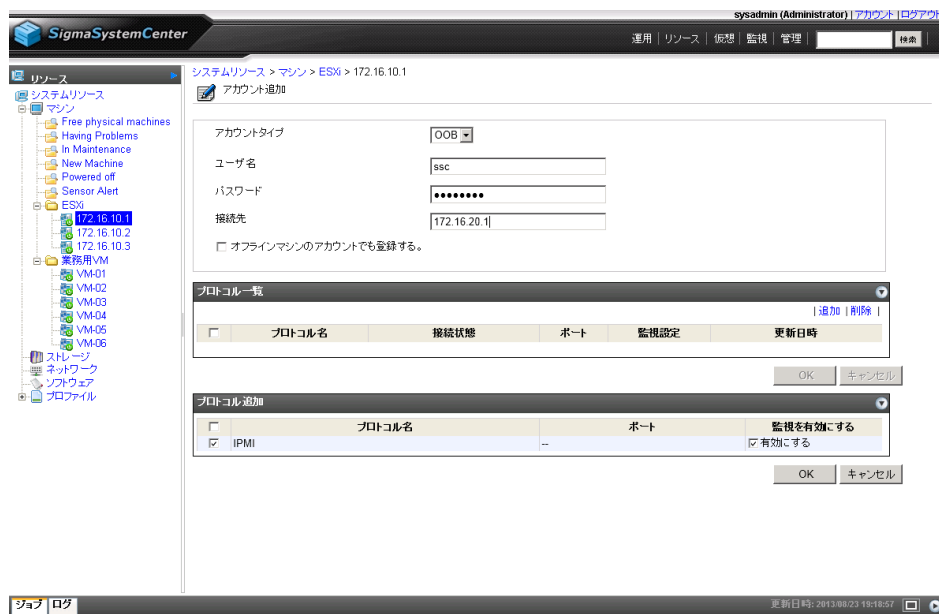 sysadmin (Administrator) | アカウント | ログアウト
SigmaSystemCenter
運用 | リソース | 仮想 | 監視 | 管理 | 検索
リソース
システムリソース
マシン
Free physical machines
Having Problems
In Maintenance
New Machine
Powered off
Sensor Alert
ESXi
172.16.10.1
172.16.10.2
172.16.10.3
業務用VM
VM-01
VM-02
VM-03
VM-04
VM-05
VM-06
ストレージ
ネットワーク
ソフトウェア
プロファイル
システムリソース > マシン > ESXi > 172.16.10.1
アカウント追加
アカウントタイプ OOB
ユーザ名 ssc
パスワード ••••••••
接続先 172.16.20.1
オフラインマシンのアカウントでも登録する。
プロトコル一覧
| 追加 | 削除 |
プロトコル名 接続状態 ポート 監視設定 更新日時
OK キャンセル
プロトコル追加
プロトコル名 ポート 監視を有効にする
IPMI -- 有効にする
OK キャンセル
ジョブ ログ
更新日時: 2013/08/23 19:18:57